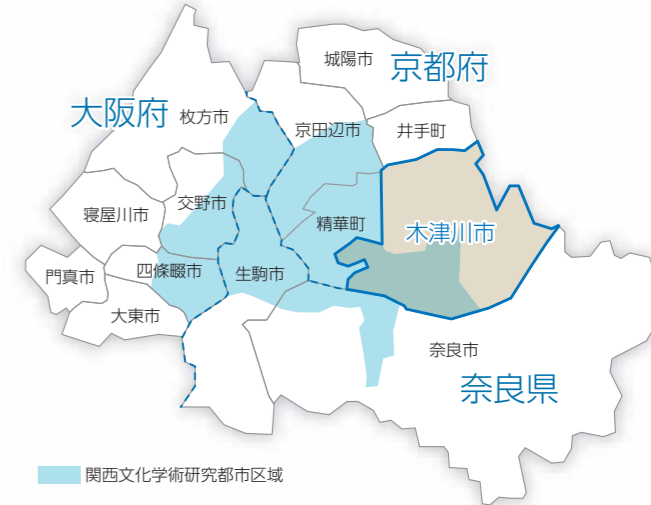 城陽市
京都府
大阪府
枚方市
京田辺市
井手町
交野市
寝屋川市
精華町
木津川市
門真市
四條畷市
生駒市
大東市
奈良市
奈良県
関西文化学術研究都市区域